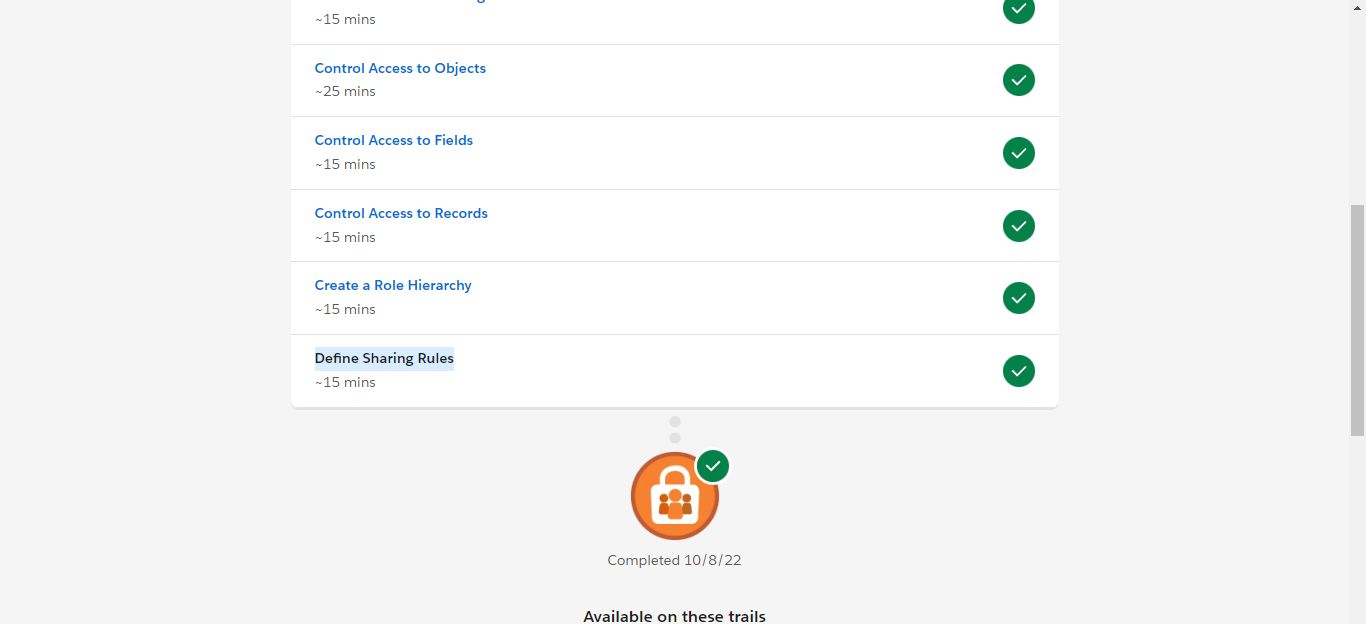 ~15 mins
Control Access to Objects
~25 mins
Control Access to Fields
~15 mins
Control Access to Records
~15 mins
Create a Role Hierarchy
~15 mins
Define Sharing Rules
~15 mins
Completed 10/8/22
Available on these trails